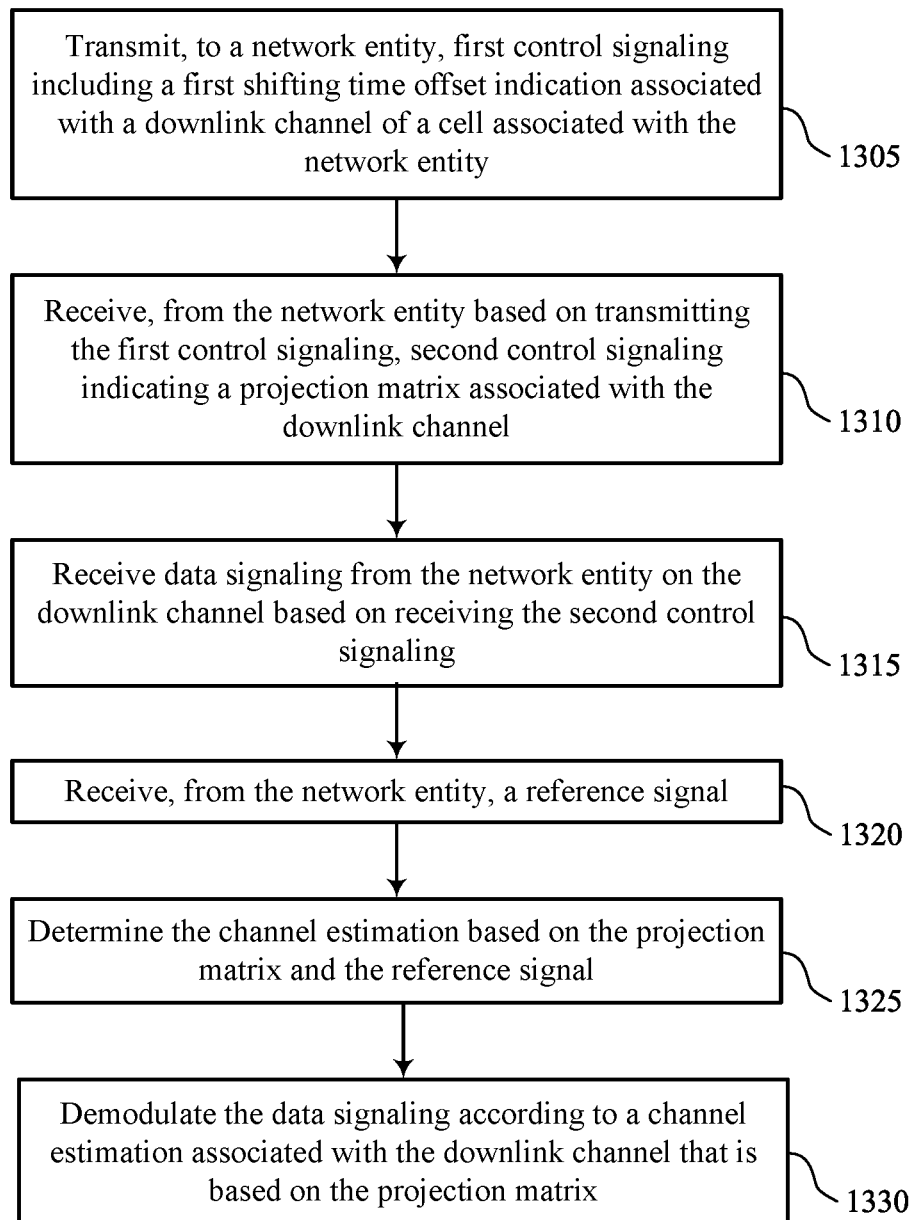 Transmit, to a network entity, first control signaling
including a first shifting time offset indication associated
with a downlink channel of a cell associated with the
network entity
1305
Receive, from the network entity based on transmitting
the first control signaling, second control signaling
indicating a projection matrix associated with the
downlink channel
1310
Receive data signaling from the network entity on the
downlink channel based on receiving the second control
signaling
1315
Receive, from the network entity, a reference signal
1320
Determine the channel estimation based on the projection
matrix and the reference signal
1325
Demodulate the data signaling according to a channel
estimation associated with the downlink channel that is
based on the projection matrix
1330